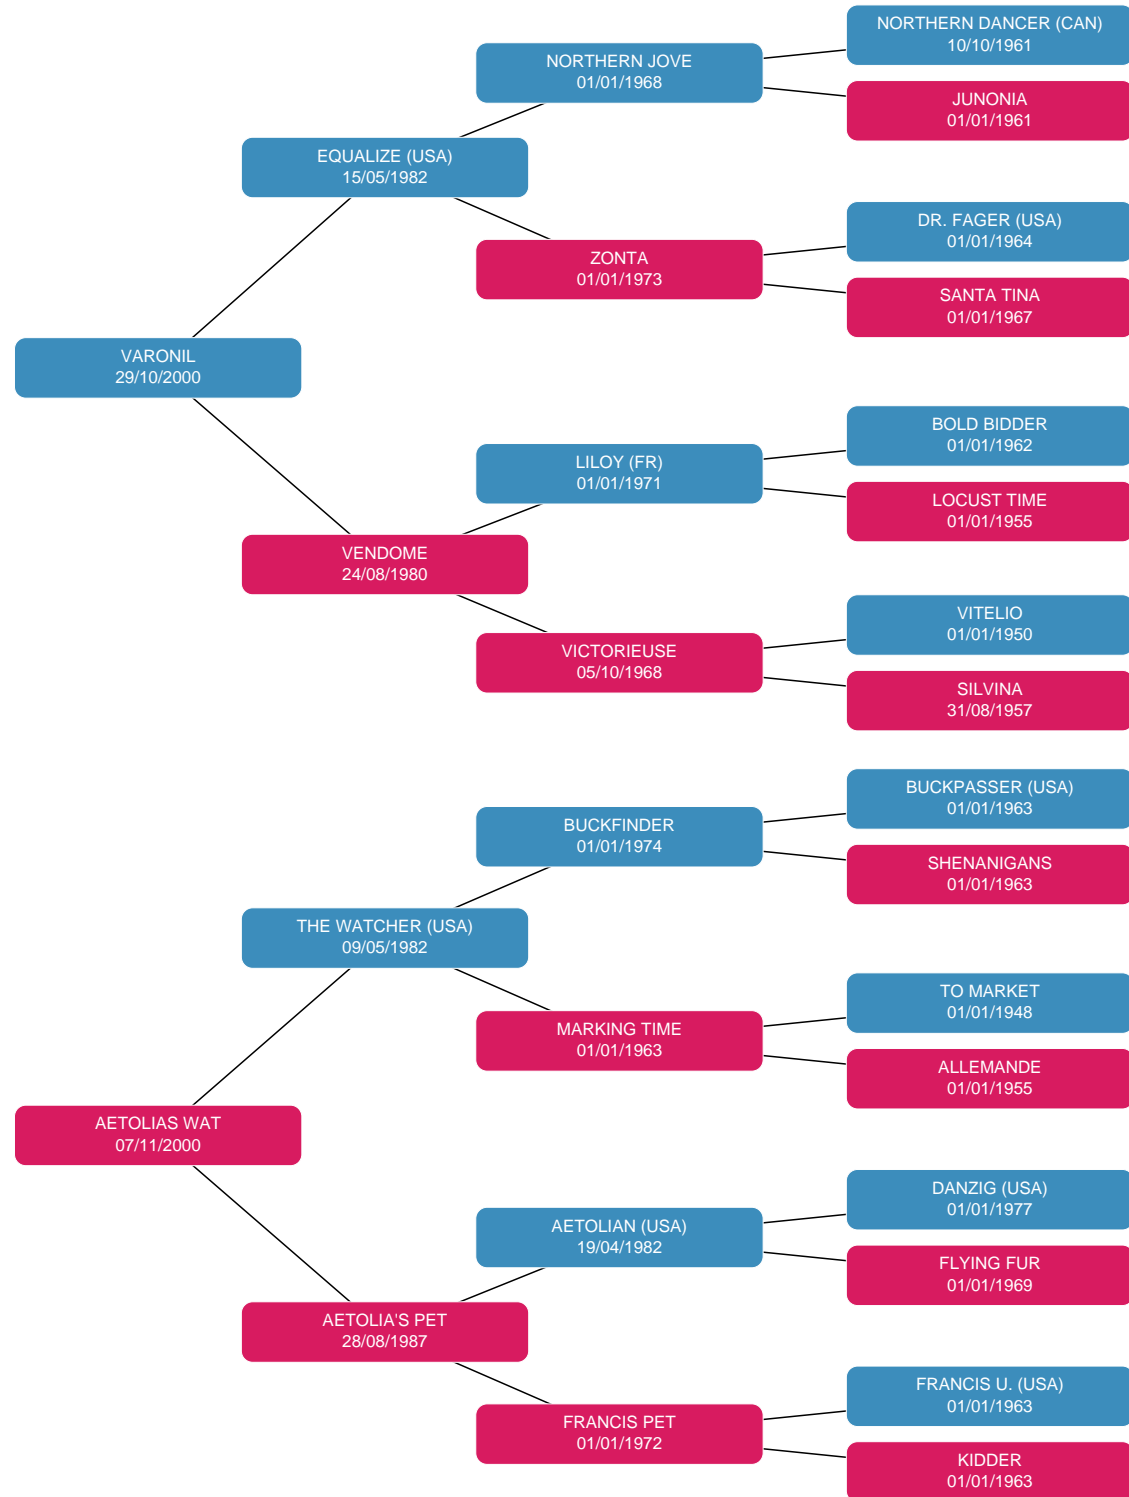 NORTHERN DANCER (CAN)
10/10/1961
NORTHERN JOVE
01/01/1968
JUNONIA
01/01/1961
EQUALIZE (USA)
15/05/1982
DR. FAGER (USA)
01/01/1964
ZONTA
01/01/1973
SANTA TINA
01/01/1967
VARONIL
29/10/2000
BOLD BIDDER
01/01/1962
LILOY (FR)
01/01/1971
LOCUST TIME
01/01/1955
VENDOME
24/08/1980
VITELIO
01/01/1950
VICTORIEUSE
05/10/1968
SILVINA
31/08/1957
BUCKPASSER (USA)
01/01/1963
BUCKFINDER
01/01/1974
SHENANIGANS
01/01/1963
THE WATCHER (USA)
09/05/1982
TO MARKET
01/01/1948
MARKING TIME
01/01/1963
ALLEMANDE
01/01/1955
AETOLIAS WAT
07/11/2000
DANZIG (USA)
01/01/1977
AETOLIAN (USA)
19/04/1982
FLYING FUR
01/01/1969
AETOLIA'S PET
28/08/1987
FRANCIS U. (USA)
01/01/1963
FRANCIS PET
01/01/1972
KIDDER
01/01/1963